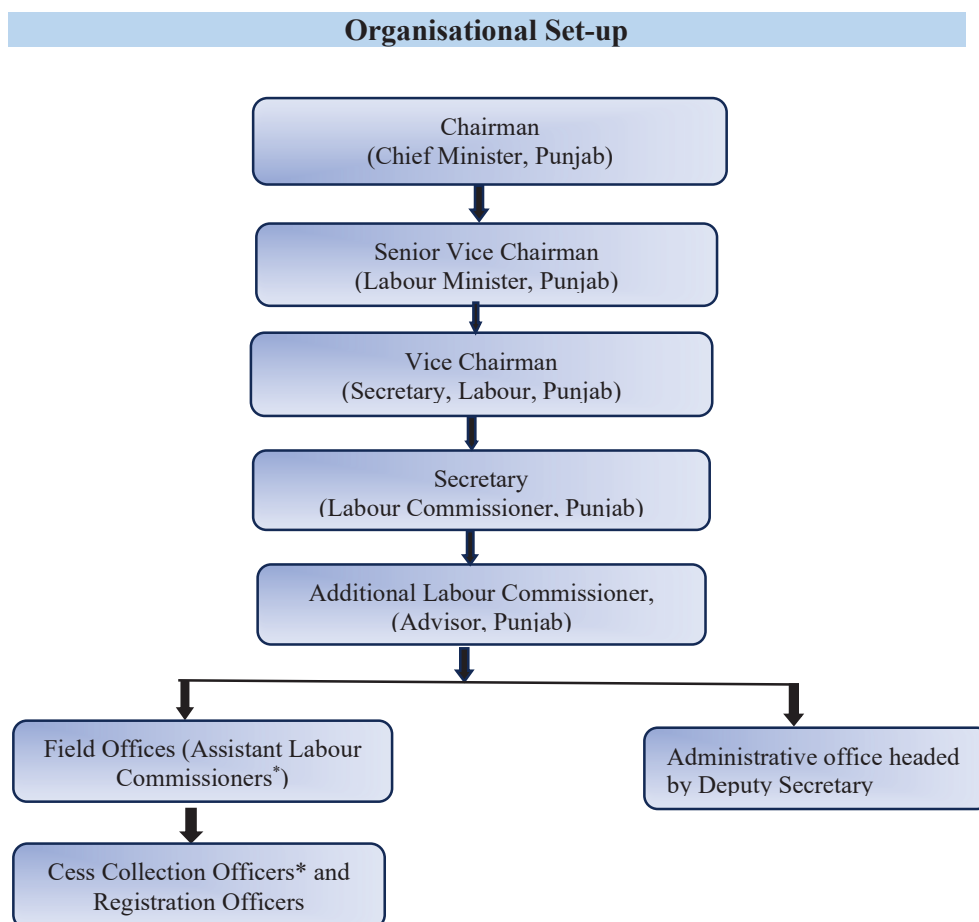 Organisational Set-up
Chairman
(Chief Minister, Punjab)
Senior Vice Chairman
(Labour Minister, Punjab)
Vice Chairman
(Secretary, Labour, Punjab)
Secretary
(Labour Commissioner, Punjab)
Additional Labour Commissioner,
(Advisor, Punjab)
Field Offices (Assistant Labour
Commissioners*)
Administrative office headed
by Deputy Secretary
Cess Collection Officers* and
Registration Officers